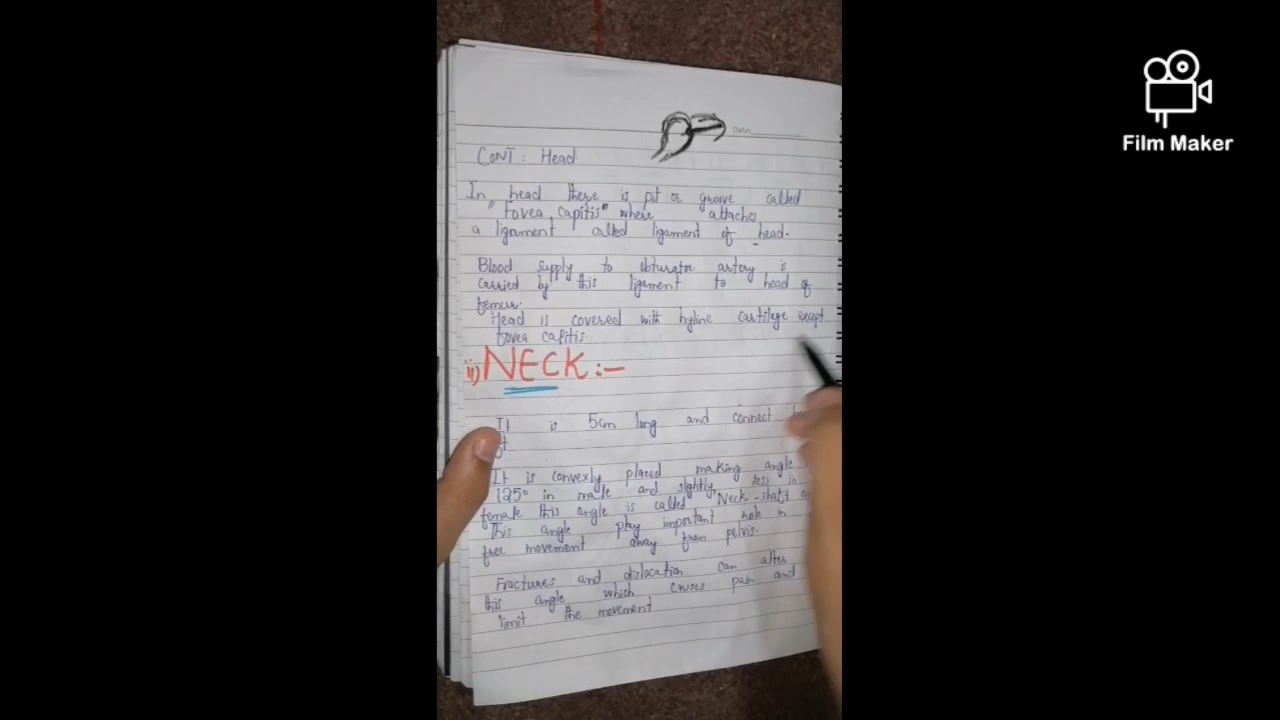 Date:
CONT: Head
In head there is pit or groove called
"Fovea capitis" where attaches
a ligament called ligament of head.
Blood supply to obturator artery is
carried by this ligament to head of
femur.
Head is covered with hyline cartilage except
fovea capitis.
ii) NECK :-
It is 5cm long and connect
It is convexly placed making angle
125° in male and slightly less in
female this angle is called "Neck-shaft
This angle play important role in
free movement away from pelvis.
Fractures and dislocation can alter
this angle which causes pain and
limit the movement
Film Maker